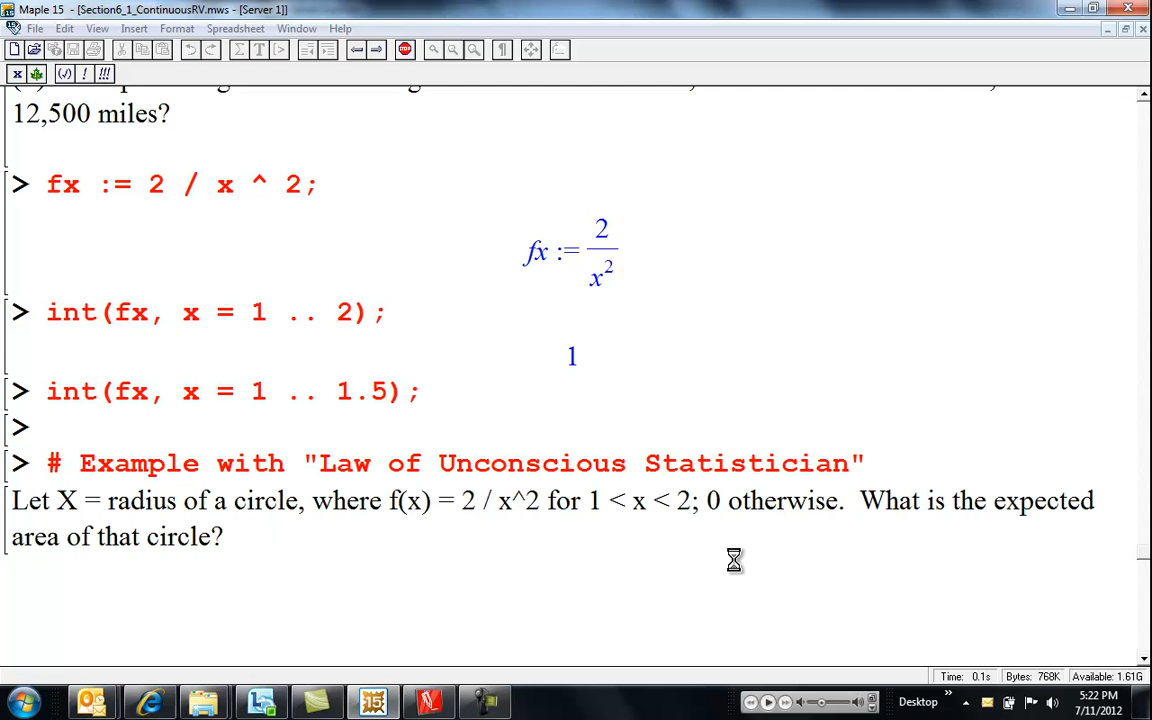 Maple 15 - [Section6_1_ContinuousRV.mws - [Server 1]]
File Edit View Insert Format Spreadsheet Window Help
12,500 miles?
> fx := 2 / x ^ 2;
fx := 2
x2
> int(fx, x = 1 .. 2);
1
> int(fx, x = 1 .. 1.5);
>
> # Example with "Law of Unconscious Statistician"
Let X = radius of a circle, where f(x) = 2 / x^2 for 1 < x < 2; 0 otherwise. What is the expected
area of that circle?
Time: 0.1s Bytes: 768K Available: 1.61G
Desktop
5:22 PM
7/11/2012